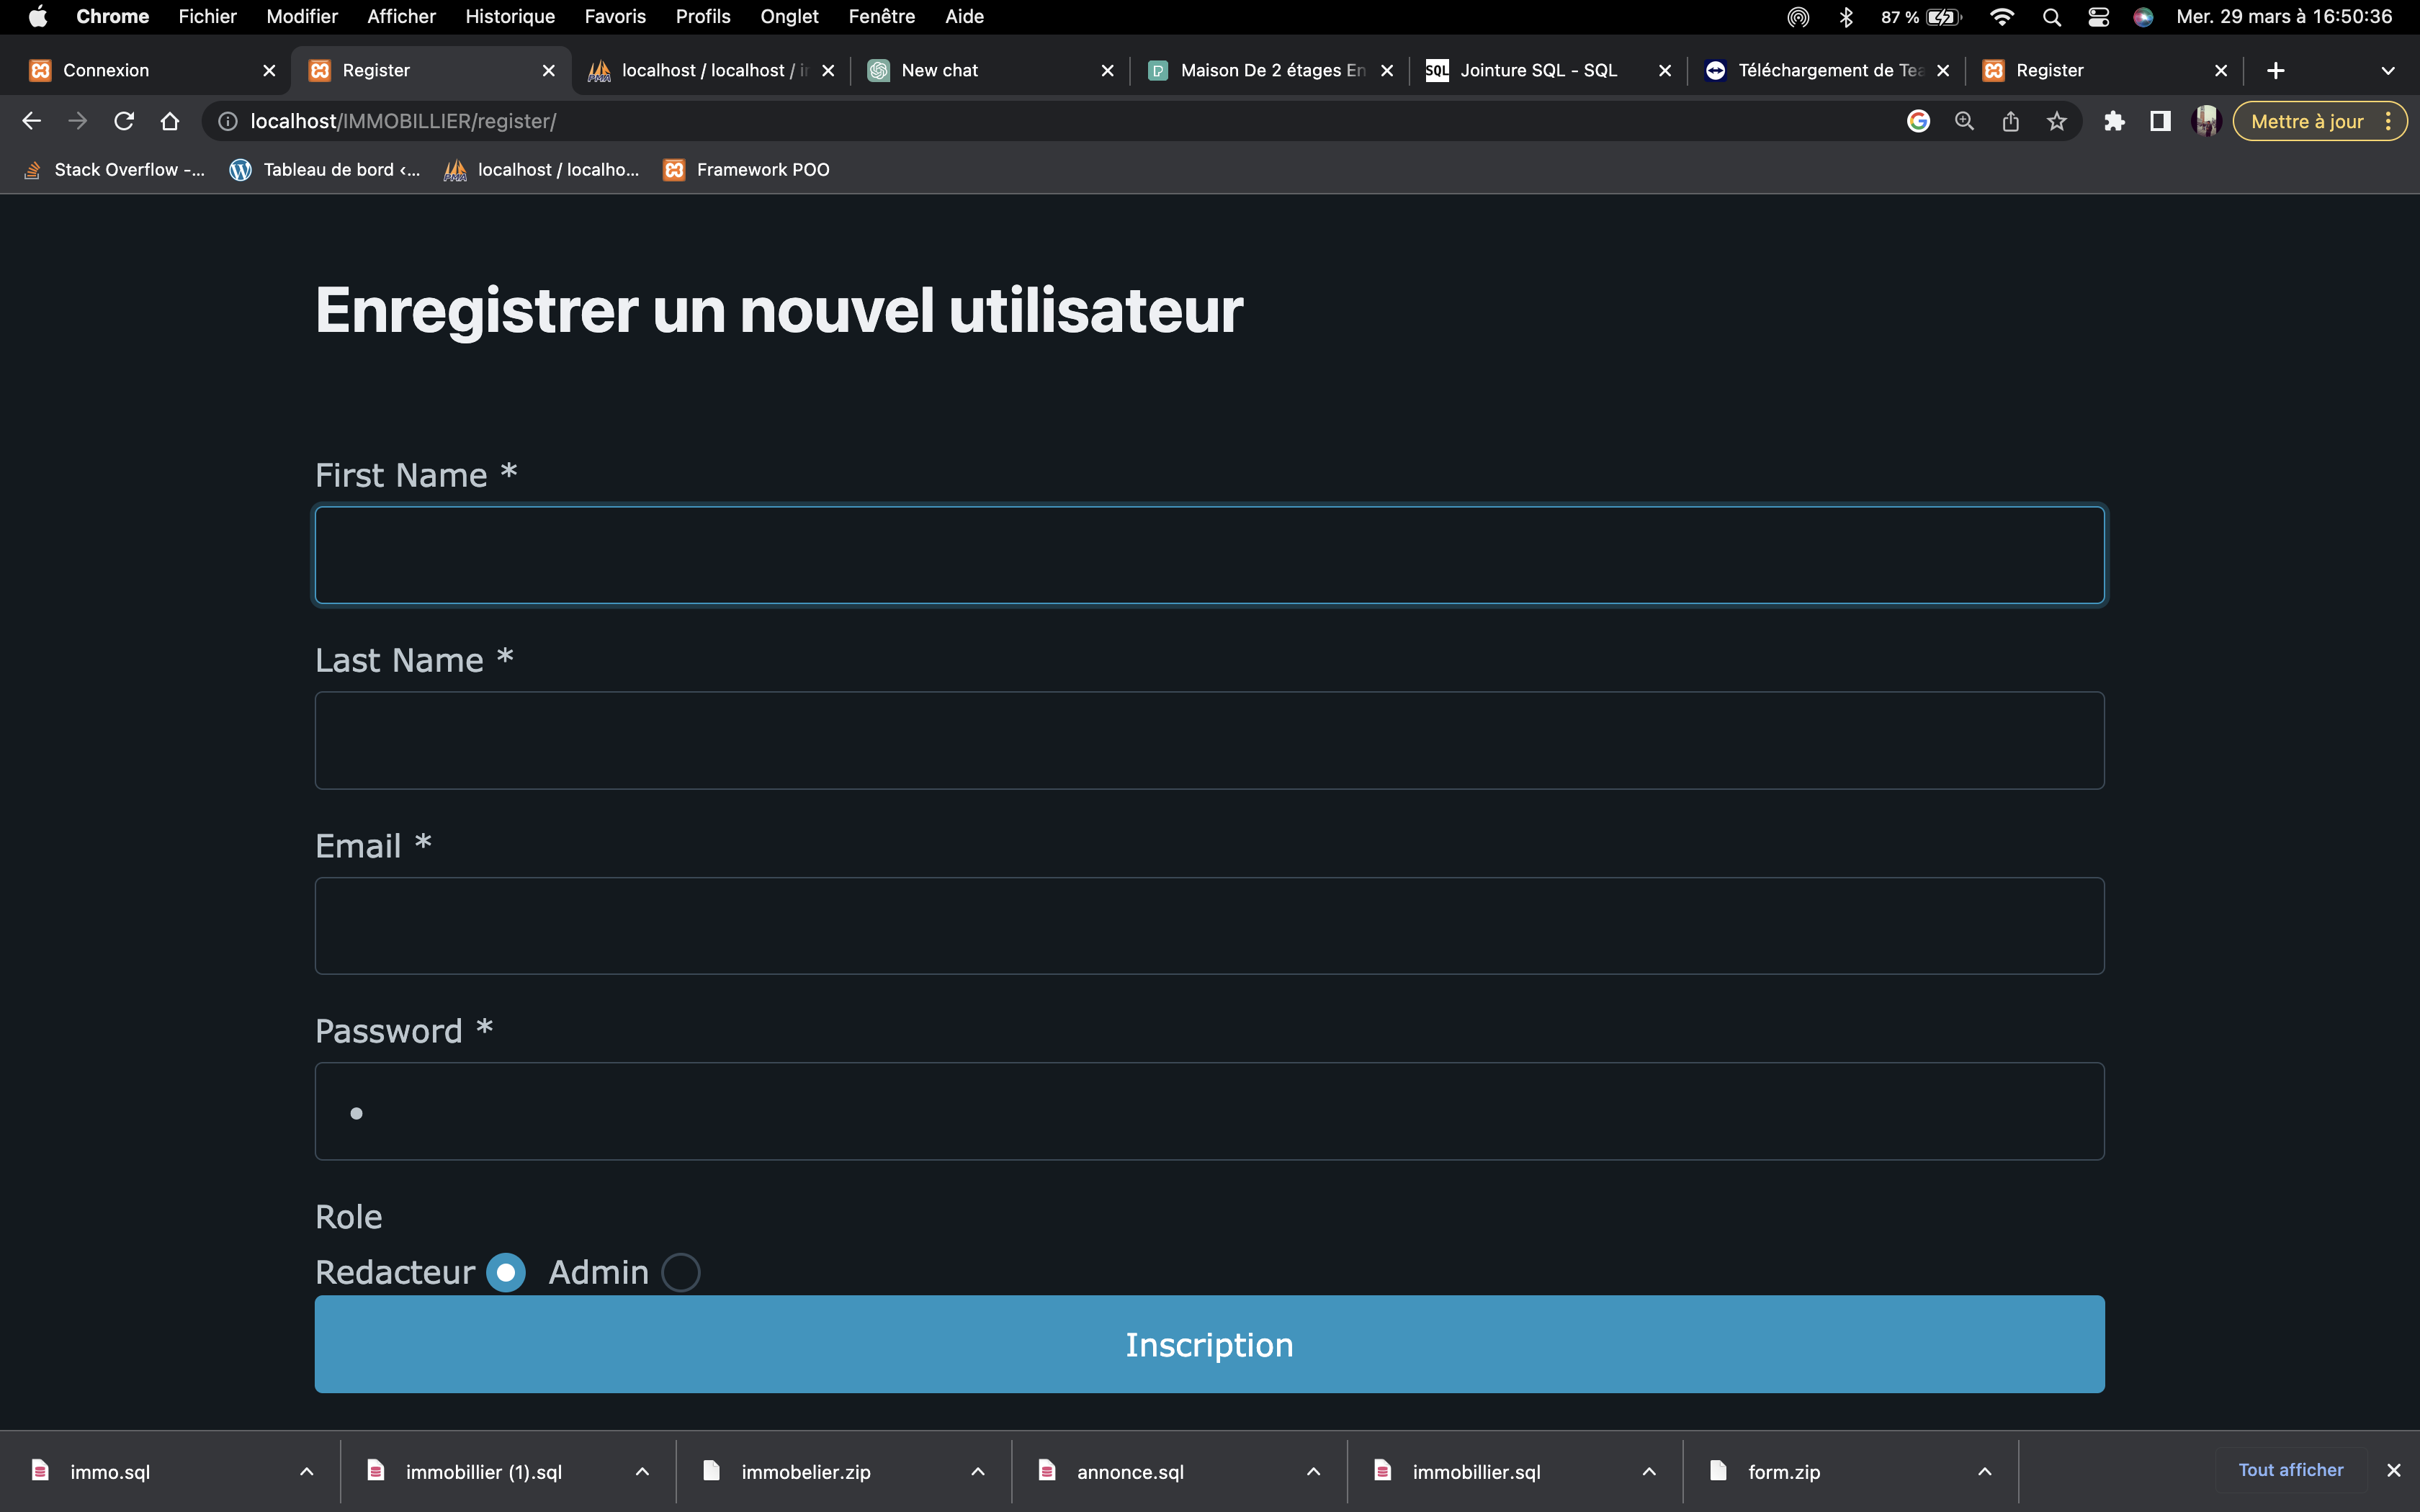 Chrome Fichier Modifier Afficher Historique Favoris Profils Onglet Fenêtre Aide 87 % Mer. 29 mars à 16:50:36
Connexion Register localhost / localhost / New chat Maison De 2 étages En Jointure SQL - SQL Téléchargement de Tea Register
localhost/IMMOBILLIER/register/ Mettre à jour
Stack Overflow -... Tableau de bord ‹... localhost / localho... Framework POO
Enregistrer un nouvel utilisateur
First Name *
Last Name *
Email *
Password *
Role
Redacteur Admin
Inscription
immo.sql immobillier (1).sql immobelier.zip annonce.sql immobillier.sql form.zip Tout afficher